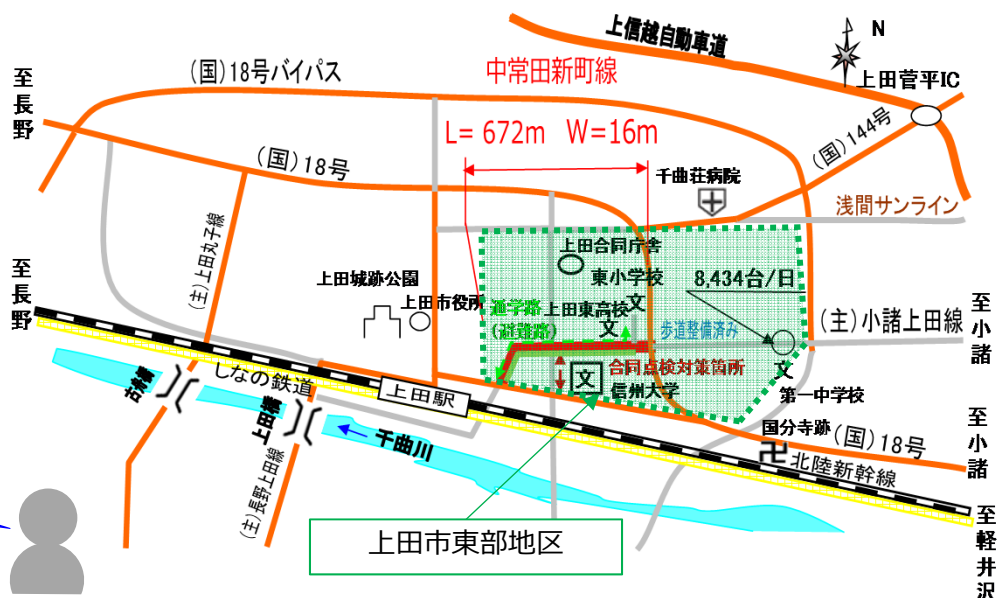 上信越自動車道
N
上田菅平IC
至長野
(国)18号バイパス
中常田新町線
L= 672m W=16m
(国)144号
(国)18号
千曲荘病院
浅間サンライン
(主)上田丸子線
上田合同庁舎
東小学校
8,434台/日
至長野
上田城跡公園
上田市役所
通学路
(避難路)
上田東高校
文
文
歩道整備済み
(主)小諸上田線
至小諸
合同点検対策箇所
文
信州大学
文
第一中学校
しなの鉄道
上田駅
上田橋
千曲川
国分寺跡
(国)18号
至小諸
卍
北陸新幹線
(主)長野上田線
至軽井沢
上田市東部地区